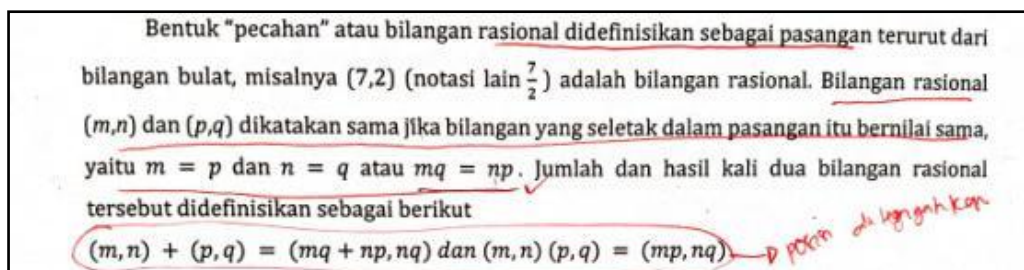 Bentuk “pecahan” atau bilangan rasional didefinisikan sebagai pasangan terurut dari
bilangan bulat, misalnya (7,2) (notasi lain 7/2) adalah bilangan rasional. Bilangan rasional
(m,n) dan (p,q) dikatakan sama jika bilangan yang seletak dalam pasangan itu bernilai sama,
yaitu m = p dan n = q atau mq = np. Jumlah dan hasil kali dua bilangan rasional
tersebut didefinisikan sebagai berikut
(m,n) + (p,q) = (mq + np,nq) dan (m,n) (p,q) = (mp,nq)